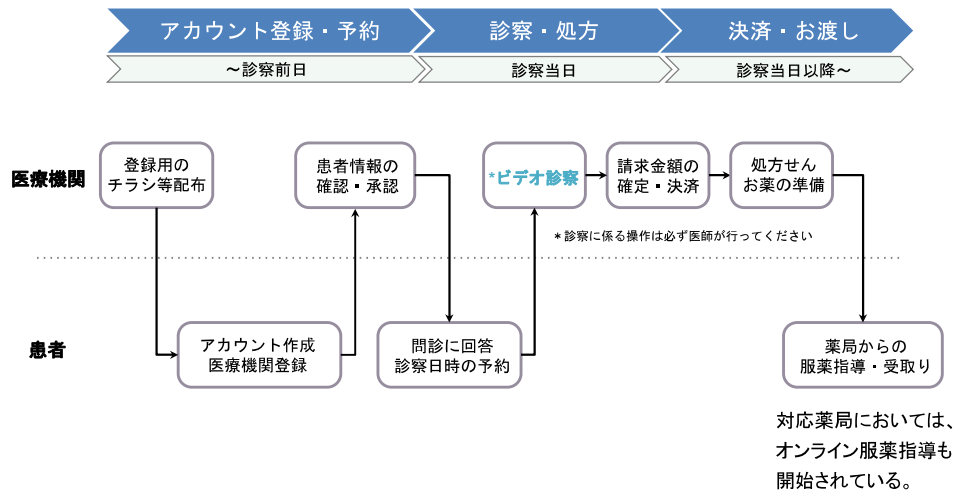 アカウント登録・予約
診察・処方
決済・お渡し
～診察前日
診察当日
診察当日以降～
医療機関
登録用の
チラシ等配布
患者情報の
確認・承認
*ビデオ診察
請求金額の
確定・決済
処方せん
お薬の準備
*診察に係る操作は必ず医師が行ってください
患者
アカウント作成
医療機関登録
問診に回答
診察日時の予約
薬局からの
服薬指導・受取り
対応薬局においては、
オンライン服薬指導も
開始されている。